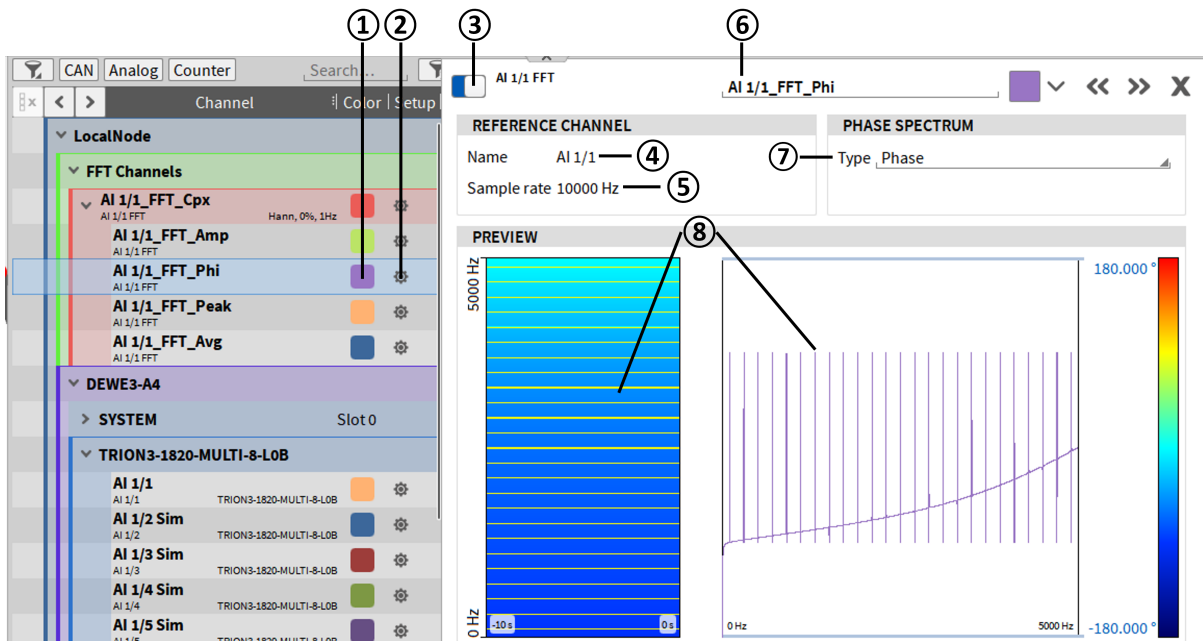 ① ② ③ ⑥
CAN Analog Counter Search...
AI 1/1 FFT
AI 1/1_FFT_Phi
Channel Color Setup
LocalNode
FFT Channels
AI 1/1_FFT_Cpx
AI 1/1 FFT Hann, 0%, 1Hz
AI 1/1_FFT_Amp
AI 1/1 FFT
AI 1/1_FFT_Phi
AI 1/1 FFT
AI 1/1_FFT_Peak
AI 1/1 FFT
AI 1/1_FFT_Avg
AI 1/1 FFT
DEWE3-A4
SYSTEM Slot 0
TRION3-1820-MULTI-8-L0B
AI 1/1
AI 1/1 TRION3-1820-MULTI-8-L0B
AI 1/2 Sim
AI 1/2 TRION3-1820-MULTI-8-L0B
AI 1/3 Sim
AI 1/3 TRION3-1820-MULTI-8-L0B
AI 1/4 Sim
AI 1/4 TRION3-1820-MULTI-8-L0B
AI 1/5 Sim
AI 1/5 TRION3-1820-MULTI-8-L0B
REFERENCE CHANNEL
Name AI 1/1 ④
Sample rate 10000 Hz ⑤
PHASE SPECTRUM
⑦ Type Phase
PREVIEW
⑧
5000 Hz
0 Hz
-10 s 0 s
0 Hz 5000 Hz
180.000 °
-180.000 °